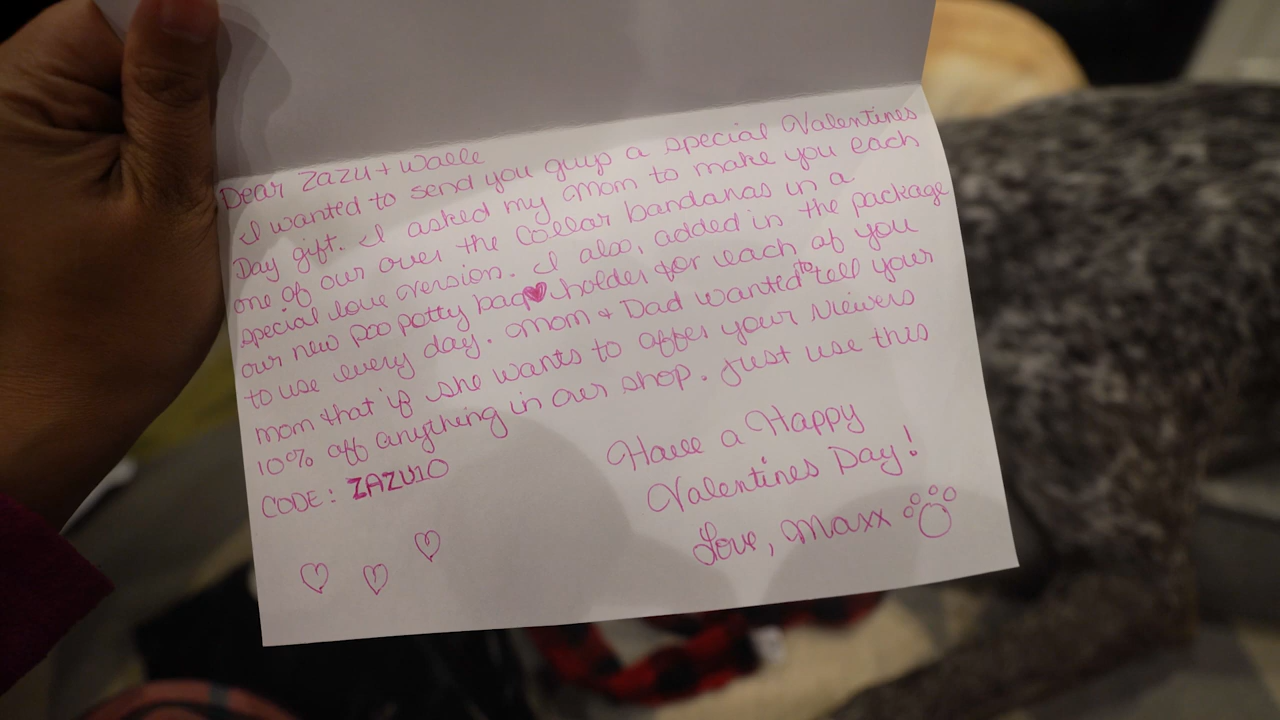 Dear Zazu + Walle
I wanted to send you guys a special Valentines
Day gift. I asked my mom to make you each
one of our over the collar bandanas in a
special love version. I also, added in the package
our new poo potty bag holder for each of you
to use every day. Mom & Dad wanted to tell your
mom that if she wants to offer your viewers
10% off anything in our shop. Just use this
CODE: ZAZU10
Have a Happy
Valentines Day!
Love, Maxx